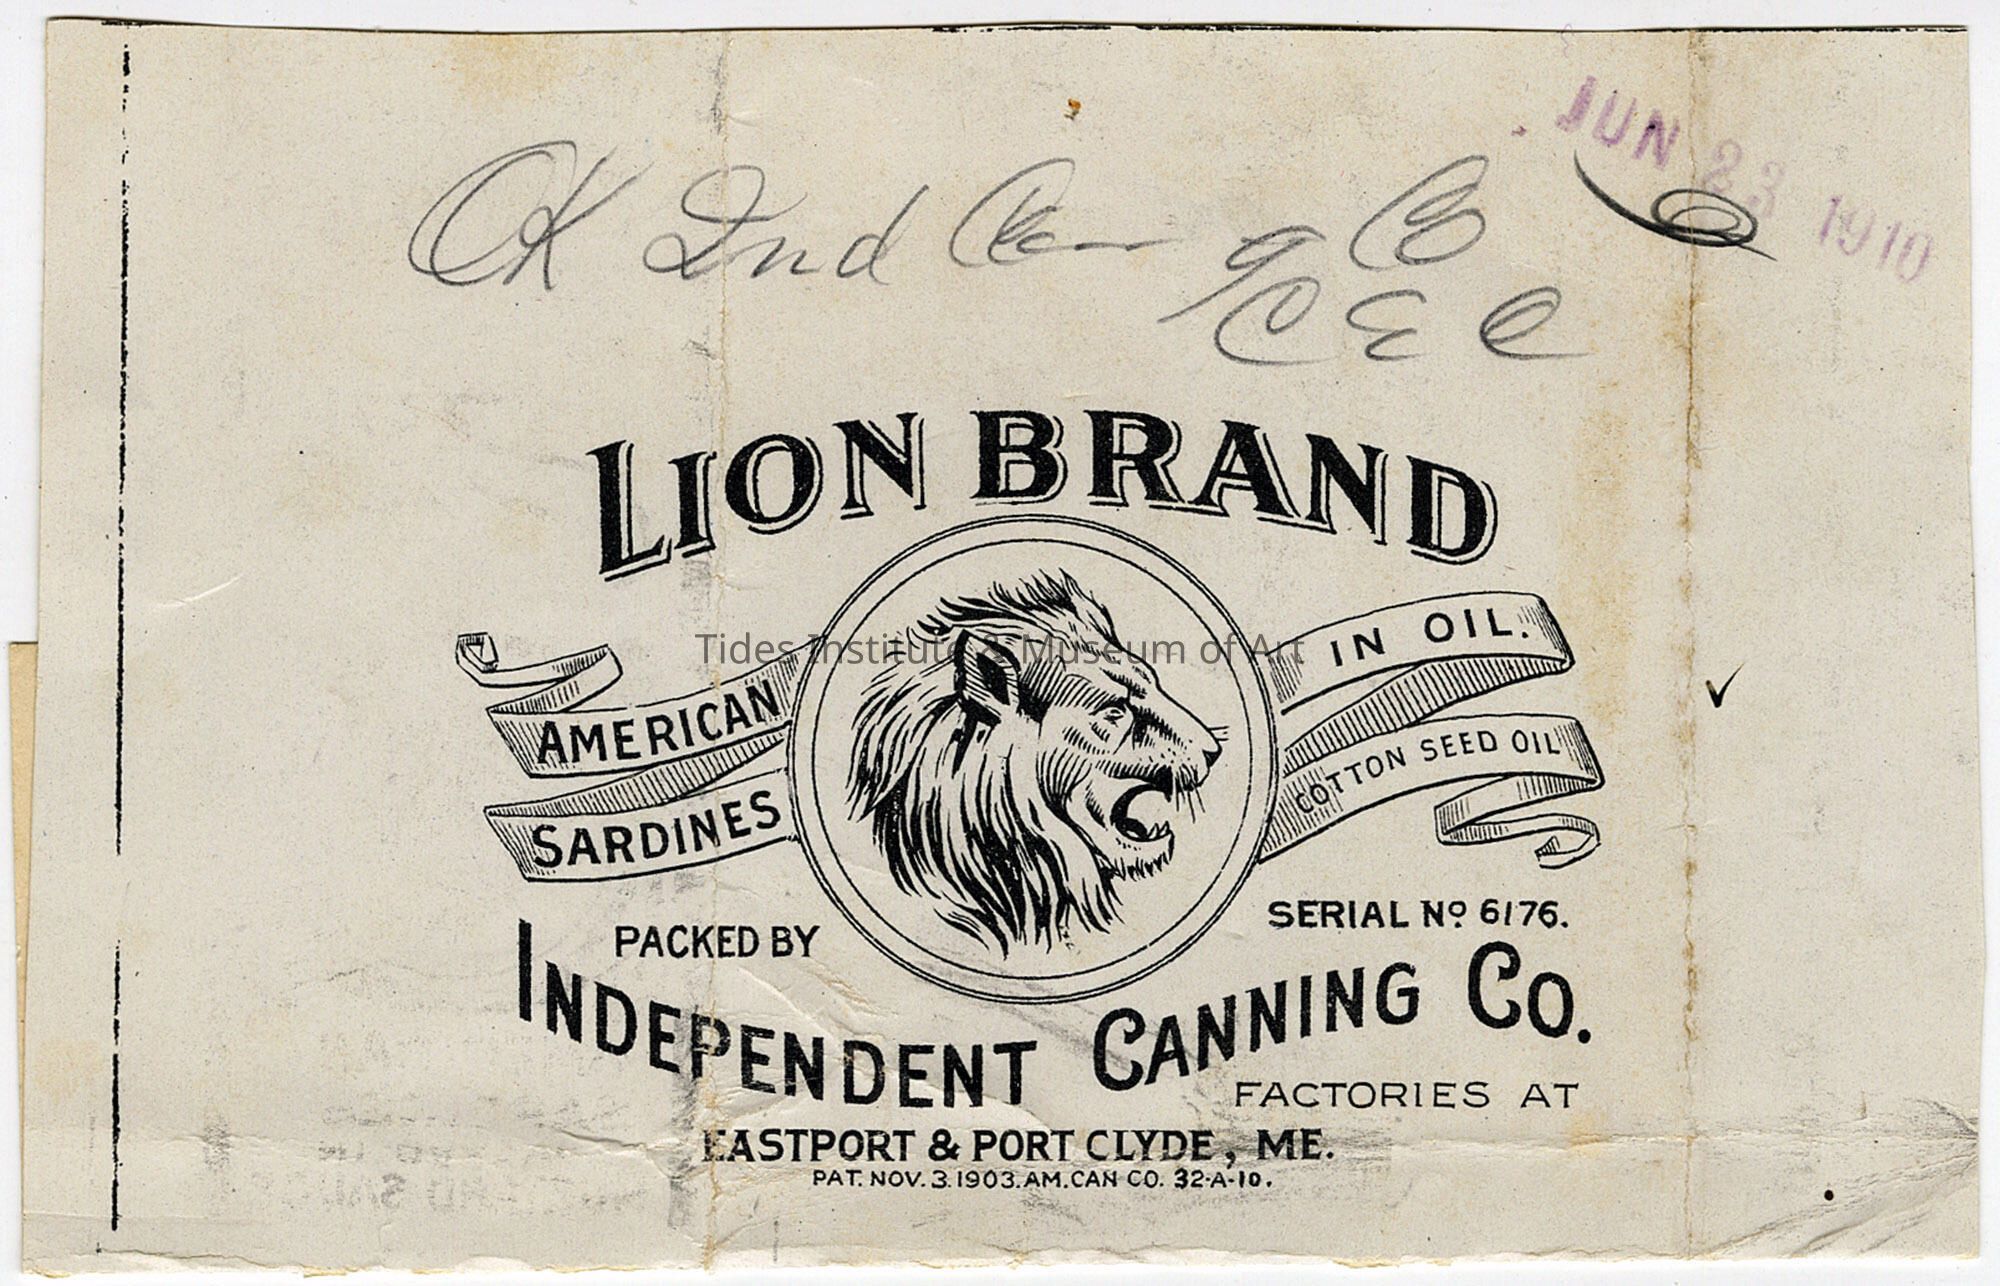 JUN 23 1910
OK Ind Can g Co
C E C
LION BRAND
AMERICAN
SARDINES
IN OIL.
COTTON SEED OIL
Tides Institute & Museum of Art
PACKED BY
SERIAL No 6176.
INDEPENDENT CANNING CO.
FACTORIES AT
EASTPORT & PORT CLYDE, ME.
PAT. NOV. 3. 1903. AM. CAN CO. 32-A-10.